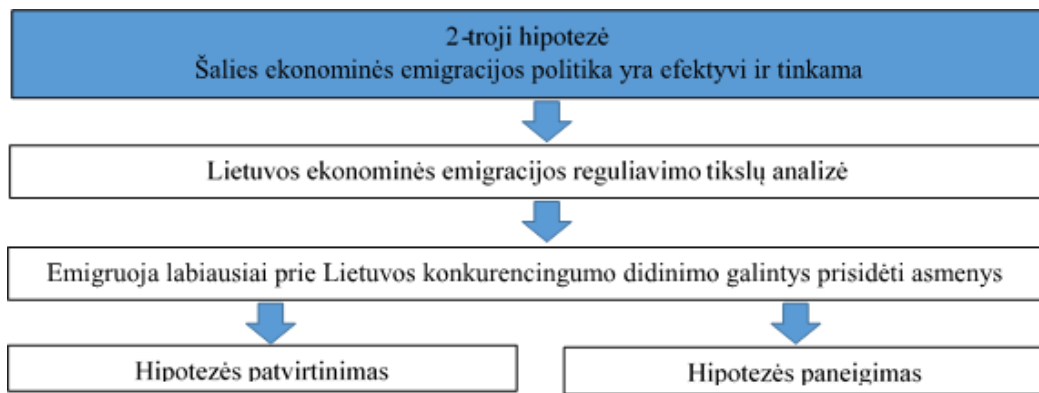 2-troji hipotezė
Šalies ekonominės emigracijos politika yra efektyvi ir tinkama
Lietuvos ekonominės emigracijos reguliavimo tikslų analizė
Emigruoja labiausiai prie Lietuvos konkurencingumo didinimo galintys prisidėti asmenys
Hipotezės patvirtinimas
Hipotezės paneigimas